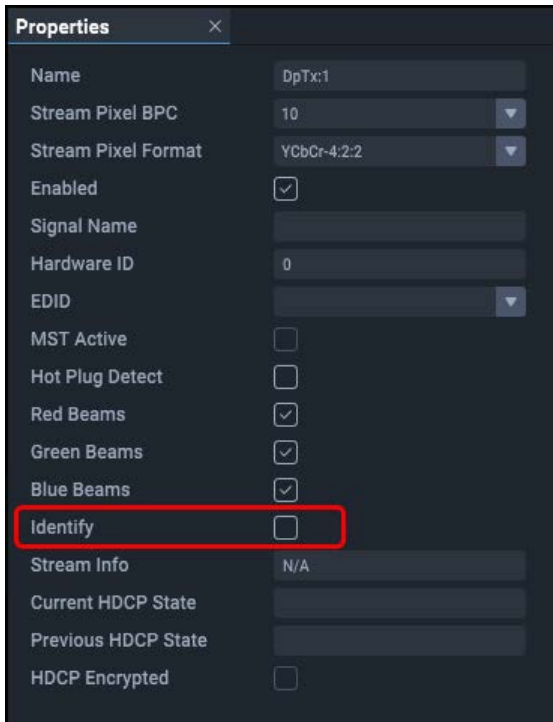 Properties
Name DpTx:1
Stream Pixel BPC 10
Stream Pixel Format YCbCr-4:2:2
Enabled
Signal Name
Hardware ID 0
EDID
MST Active
Hot Plug Detect
Red Beams
Green Beams
Blue Beams
Identify
Stream Info N/A
Current HDCP State
Previous HDCP State
HDCP Encrypted